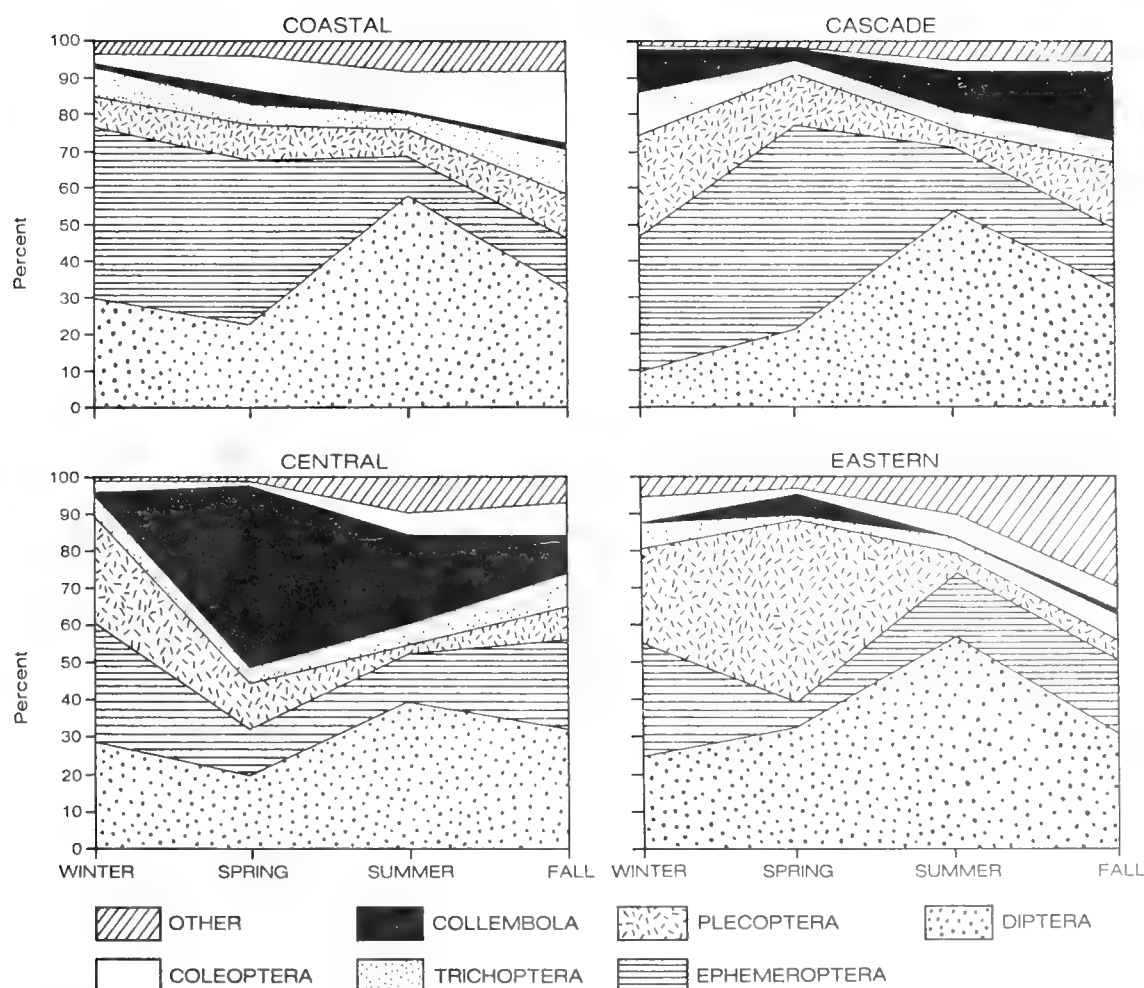 COASTAL
CASCADE
100
90
80
70
60
50
40
30
20
10
0
Percent
CENTRAL
EASTERN
100
90
80
70
60
50
40
30
20
10
0
Percent
WINTER SPRING SUMMER FALL WINTER SPRING SUMMER FALL
OTHER COLLEMBOLA PLECOPTERA DIPTERA
COLEOPTERA TRICHOPTERA EPHEMEROPTERA